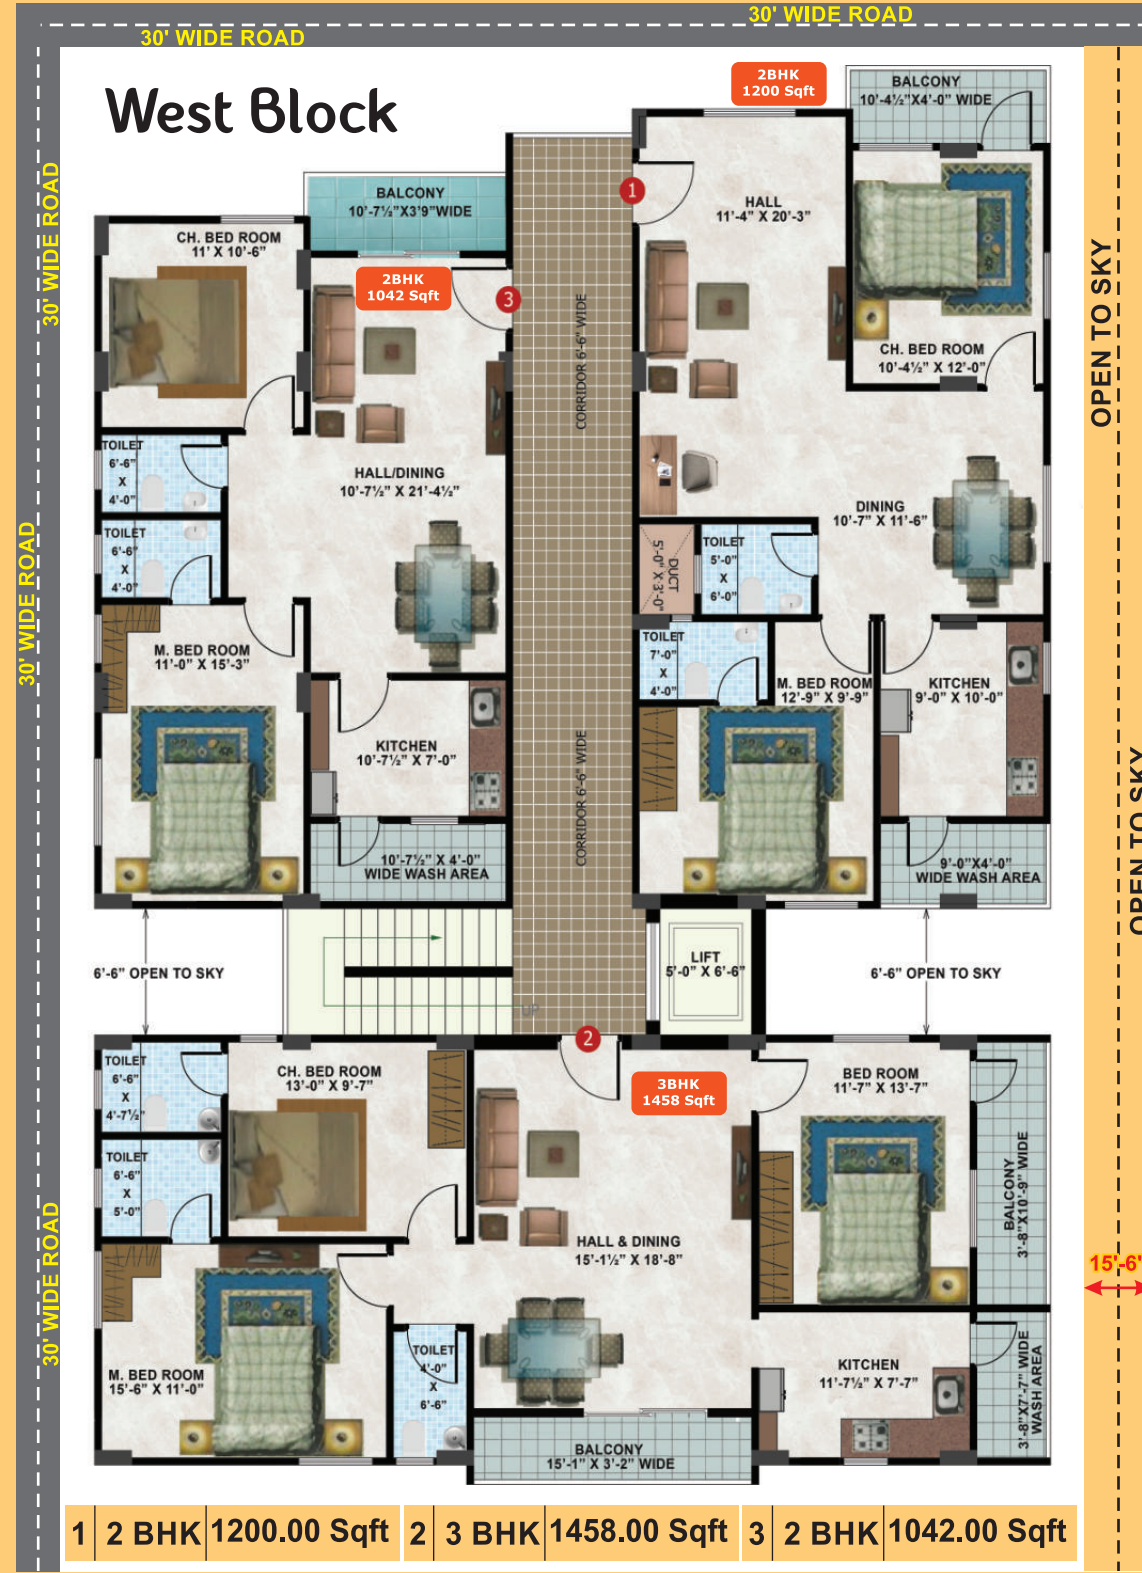 30' WIDE ROAD
30' WIDE ROAD
West Block
2BHK
1200 Sqft
BALCONY
10'-4½"X4'-0" WIDE
30' WIDE ROAD
BALCONY
10'-7½"X3'9"WIDE
1
HALL
11'-4" X 20'-3"
CH. BED ROOM
11' X 10'-6"
OPEN TO SKY
2BHK
1042 Sqft
3
CORRIDOR 6'-6" WIDE
CH. BED ROOM
10'-4½" X 12'-0"
TOILET
6'-6"
X
4'-0"
HALL/DINING
10'-7½" X 21'-4½"
DINING
10'-7" X 11'-6"
30' WIDE ROAD
TOILET
6'-6"
X
4'-0"
DUCT
5'-0" X 3'-0"
TOILET
5'-0"
X
6'-0"
M. BED ROOM
11'-0" X 15'-3"
TOILET
7'-0"
X
4'-0"
M. BED ROOM
12'-9" X 9'-9"
KITCHEN
9'-0" X 10'-0"
KITCHEN
10'-7½" X 7'-0"
CORRIDOR 6'-6" WIDE
OPEN TO SKY
10'-7½" X 4'-0"
WIDE WASH AREA
9'-0"X4'-0"
WIDE WASH AREA
6'-6" OPEN TO SKY
LIFT
5'-0" X 6'-6"
6'-6" OPEN TO SKY
UP
2
TOILET
6'-6"
X
4'-7½"
CH. BED ROOM
13'-0" X 9'-7"
3BHK
1458 Sqft
BED ROOM
11'-7" X 13'-7"
TOILET
6'-6"
X
5'-0"
BALCONY
3'-8"X10'-9" WIDE
30' WIDE ROAD
HALL & DINING
15'-1½" X 18'-8"
15'-6"
M. BED ROOM
15'-6" X 11'-0"
TOILET
4'-0"
X
6'-6"
KITCHEN
11'-7½" X 7'-7"
3'-8"X7'-7" WIDE
WASH AREA
BALCONY
15'-1" X 3'-2" WIDE
1 2 BHK 1200.00 Sqft 2 3 BHK 1458.00 Sqft 3 2 BHK 1042.00 Sqft